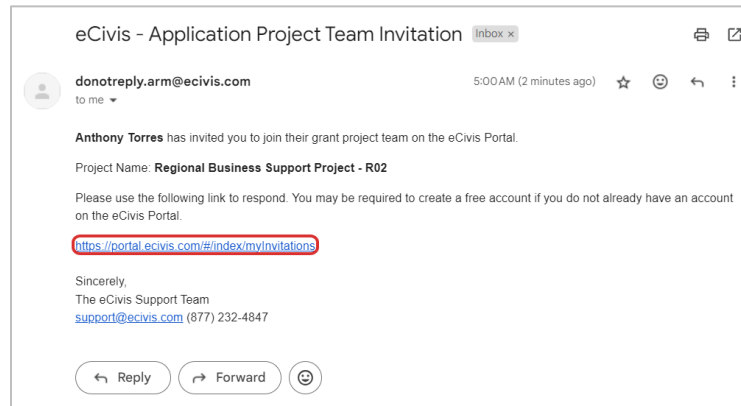 eCivis - Application Project Team Invitation Inbox ×
donotreply.arm@ecivis.com 5:00 AM (2 minutes ago)
to me
Anthony Torres has invited you to join their grant project team on the eCivis Portal.
Project Name: Regional Business Support Project - R02
Please use the following link to respond. You may be required to create a free account if you do not already have an account
on the eCivis Portal.
https://portal.ecivis.com/#/index/myInvitations
Sincerely,
The eCivis Support Team
support@ecivis.com (877) 232-4847
Reply Forward